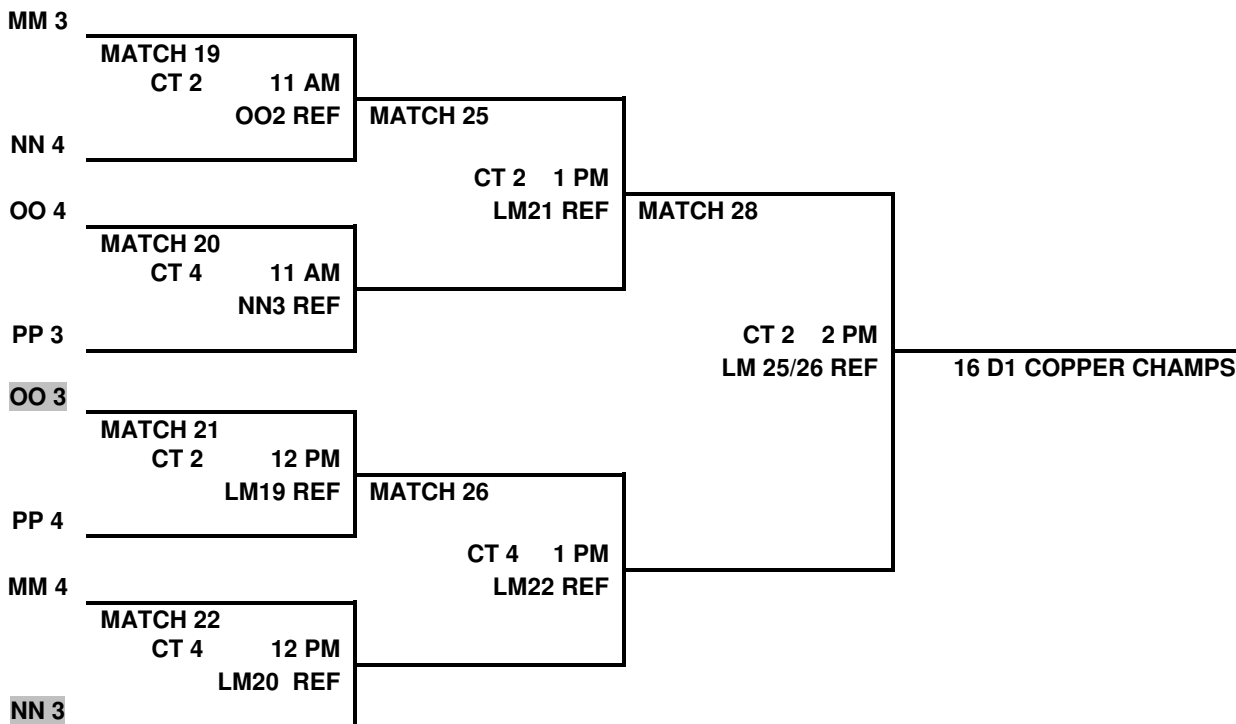 MM 3
MATCH 19
CT 2 11 AM
OO2 REF
MATCH 25
NN 4
CT 2 1 PM
OO 4
LM21 REF
MATCH 28
MATCH 20
CT 4 11 AM
NN3 REF
PP 3
CT 2 2 PM
LM 25/26 REF
16 D1 COPPER CHAMPS
OO 3
MATCH 21
CT 2 12 PM
LM19 REF
MATCH 26
PP 4
CT 4 1 PM
MM 4
LM22 REF
MATCH 22
CT 4 12 PM
LM20 REF
NN 3